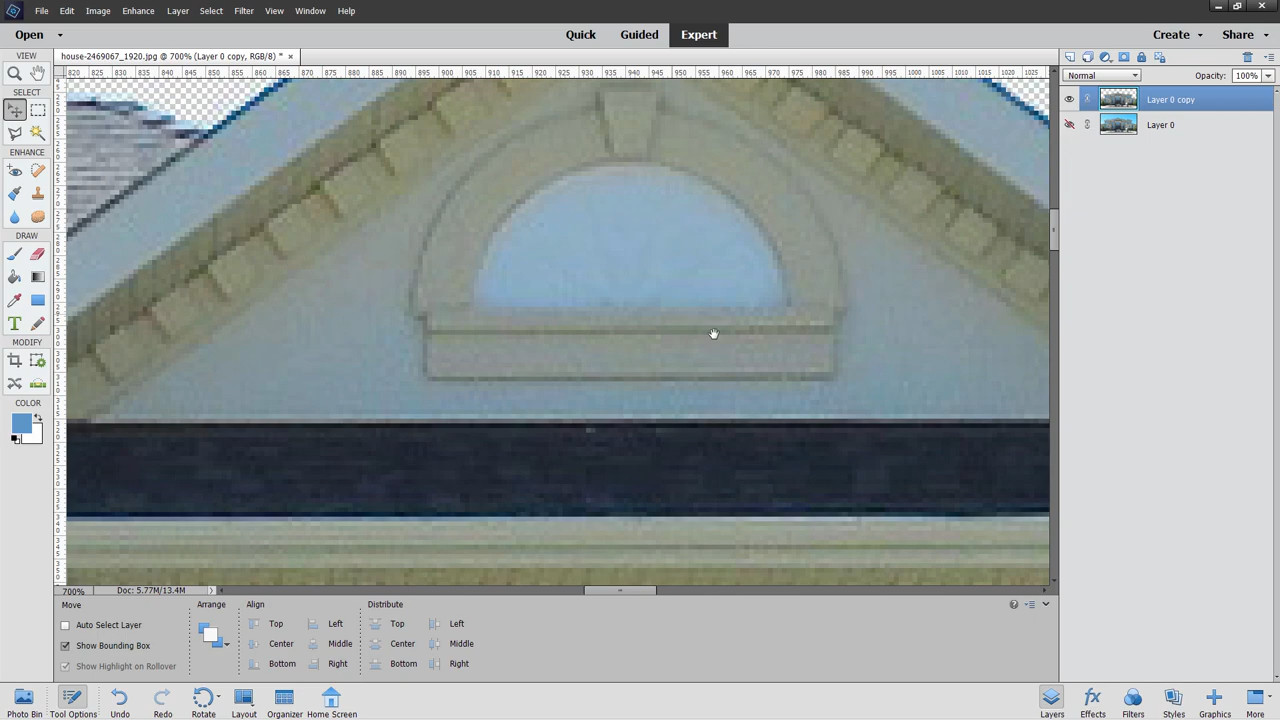 File Edit Image Enhance Layer Select Filter View Window Help
Open Quick Guided Expert Create Share
house-2469067_1920.jpg @ 700% (Layer 0 copy, RGB/8) * ×
VIEW
820 825 830 835 840 845 850 855 860 865 870 875 880 885 890 895 900 905 910 915 920 925 930 935 940 945 950 955 960 965 970 975 980 985 990 995 1000 1005 1010 1015 1020 1025
Normal Opacity: 100%
SELECT
Layer 0 copy
Layer 0
ENHANCE
DRAW
MODIFY
COLOR
700% Doc: 5.77M/13.4M
Move Arrange Align Distribute
Auto Select Layer Top Left Top Left
Show Bounding Box Center Middle Center Middle
Show Highlight on Rollover Bottom Right Bottom Right
Photo Bin Tool Options Undo Redo Rotate Layout Organizer Home Screen Layers Effects Filters Styles Graphics More